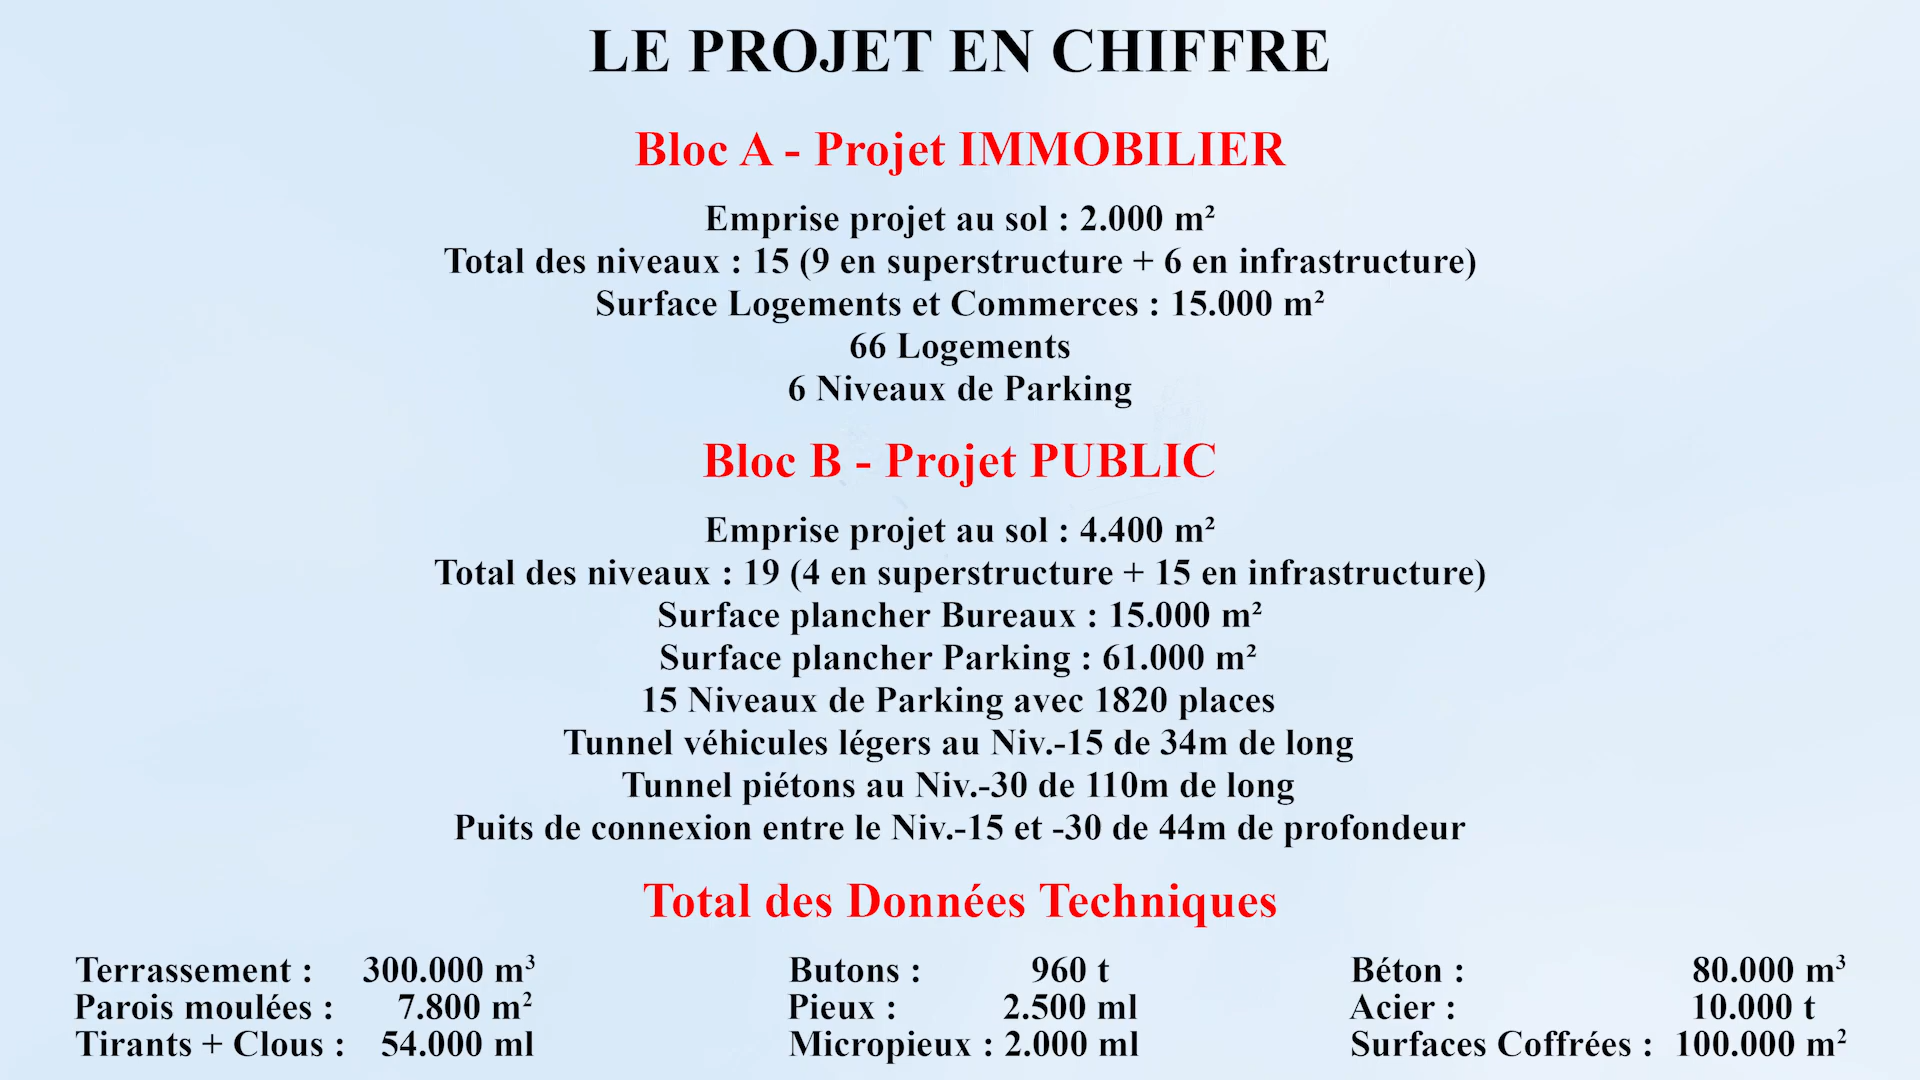 LE PROJET EN CHIFFRE
Bloc A - Projet IMMOBILIER
Emprise projet au sol : 2.000 m²
Total des niveaux : 15 (9 en superstructure + 6 en infrastructure)
Surface Logements et Commerces : 15.000 m²
66 Logements
6 Niveaux de Parking
Bloc B - Projet PUBLIC
Emprise projet au sol : 4.400 m²
Total des niveaux : 19 (4 en superstructure + 15 en infrastructure)
Surface plancher Bureaux : 15.000 m²
Surface plancher Parking : 61.000 m²
15 Niveaux de Parking avec 1820 places
Tunnel véhicules légers au Niv.-15 de 34m de long
Tunnel piétons au Niv.-30 de 110m de long
Puits de connexion entre le Niv.-15 et -30 de 44m de profondeur
Total des Données Techniques
Terrassement : 300.000 m³ Butons : 960 t Béton : 80.000 m³
Parois moulées : 7.800 m² Pieux : 2.500 ml Acier : 10.000 t
Tirants + Clous : 54.000 ml Micropieux : 2.000 ml Surfaces Coffrées : 100.000 m²